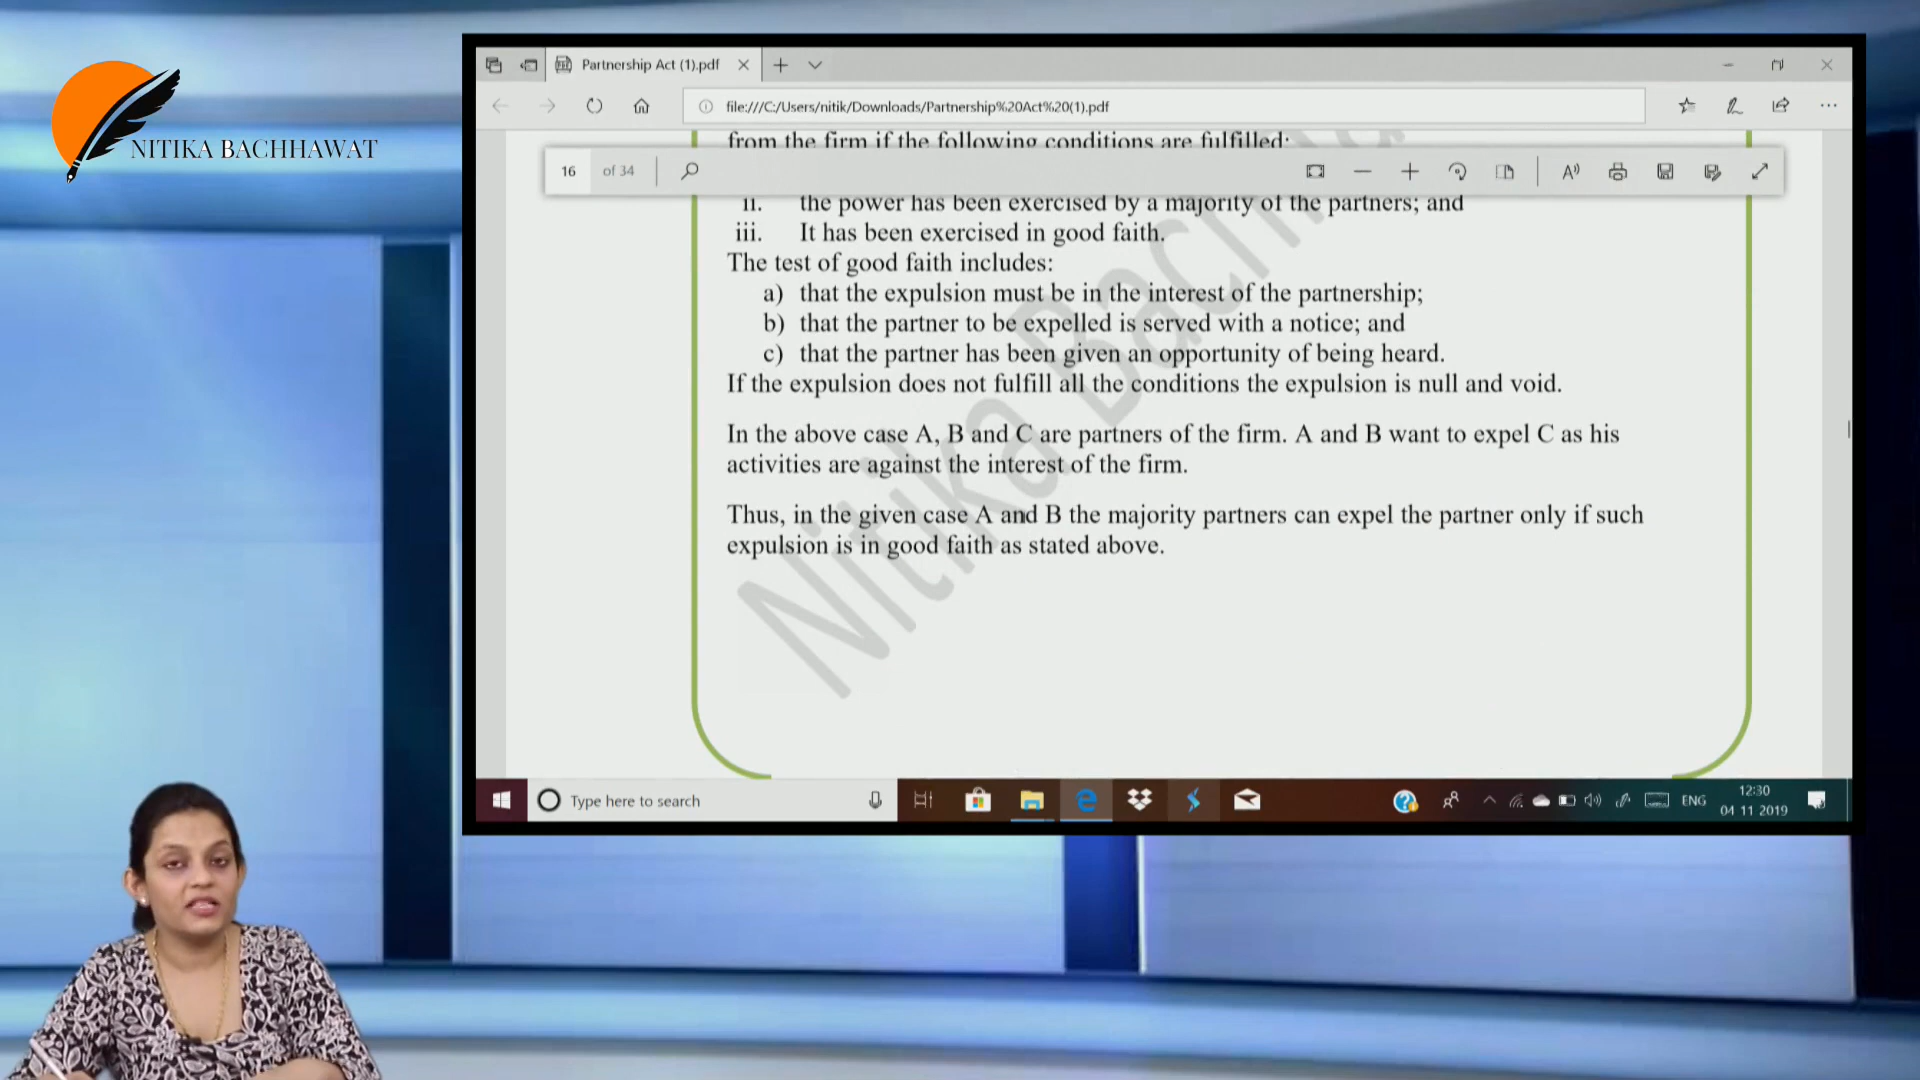 NITIKA BACHHAWAT
Partnership Act (1).pdf
file:///C:/Users/nitik/Downloads/Partnership%20Act%20(1).pdf
from the firm if the following conditions are fulfilled:
16 of 34
ii. the power has been exercised by a majority of the partners; and
iii. It has been exercised in good faith.
The test of good faith includes:
a) that the expulsion must be in the interest of the partnership;
b) that the partner to be expelled is served with a notice; and
c) that the partner has been given an opportunity of being heard.
If the expulsion does not fulfill all the conditions the expulsion is null and void.
In the above case A, B and C are partners of the firm. A and B want to expel C as his
activities are against the interest of the firm.
Thus, in the given case A and B the majority partners can expel the partner only if such
expulsion is in good faith as stated above.
Type here to search
ENG
12:30
04 11 2019